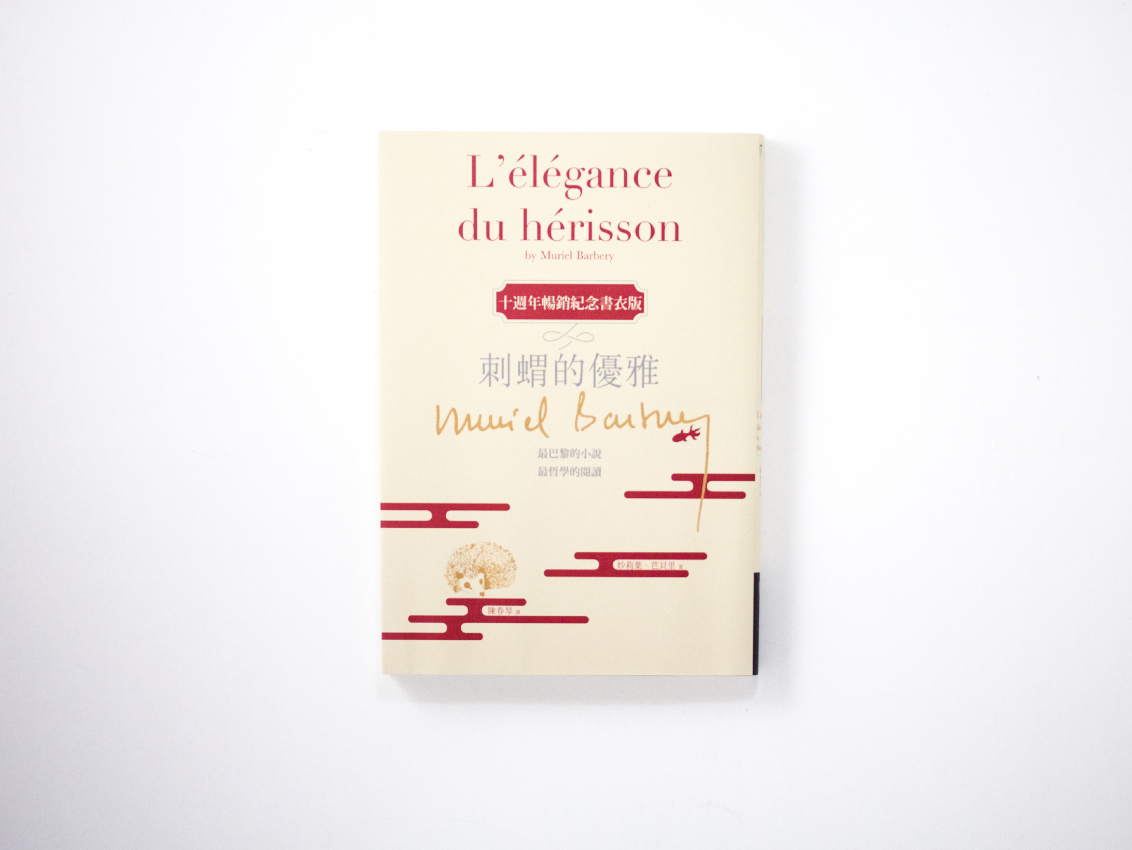 L'élégance
du hérisson
by Muriel Barbery
十週年暢銷紀念書衣版
刺蝟的優雅
Muriel Barbery
最巴黎的小說
最哲學的閱讀
妙莉葉．芭貝里 著
陳春琴 譯